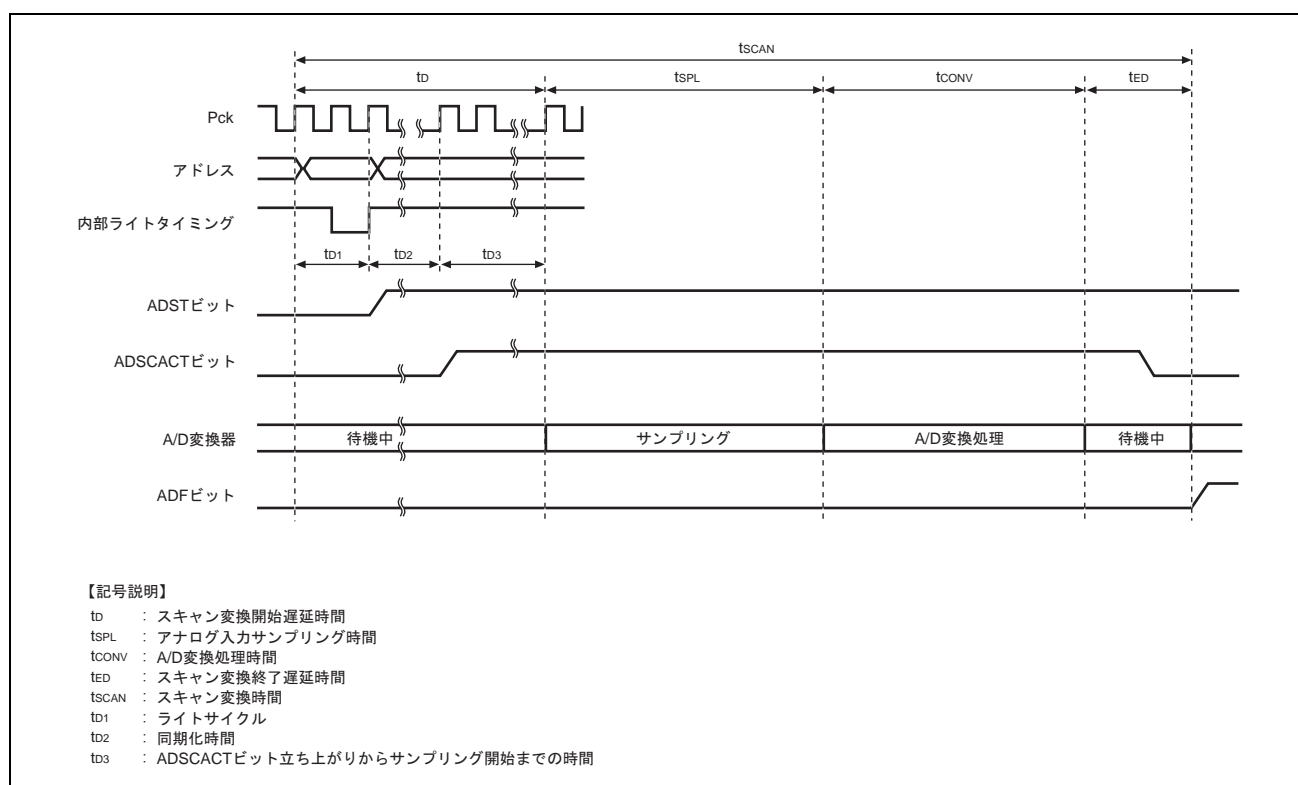 tSCAN
tD tSPL tCONV tED
Pck
アドレス
内部ライトタイミング
tD1 tD2 tD3
ADSTビット
ADSCACTビット
A/D変換器 待機中 サンプリング A/D変換処理 待機中
ADFビット
【記号説明】
tD : スキャン変換開始遅延時間
tSPL : アナログ入力サンプリング時間
tCONV : A/D変換処理時間
tED : スキャン変換終了遅延時間
tSCAN : スキャン変換時間
tD1 : ライトサイクル
tD2 : 同期化時間
tD3 : ADSCACTビット立ち上がりからサンプリング開始までの時間